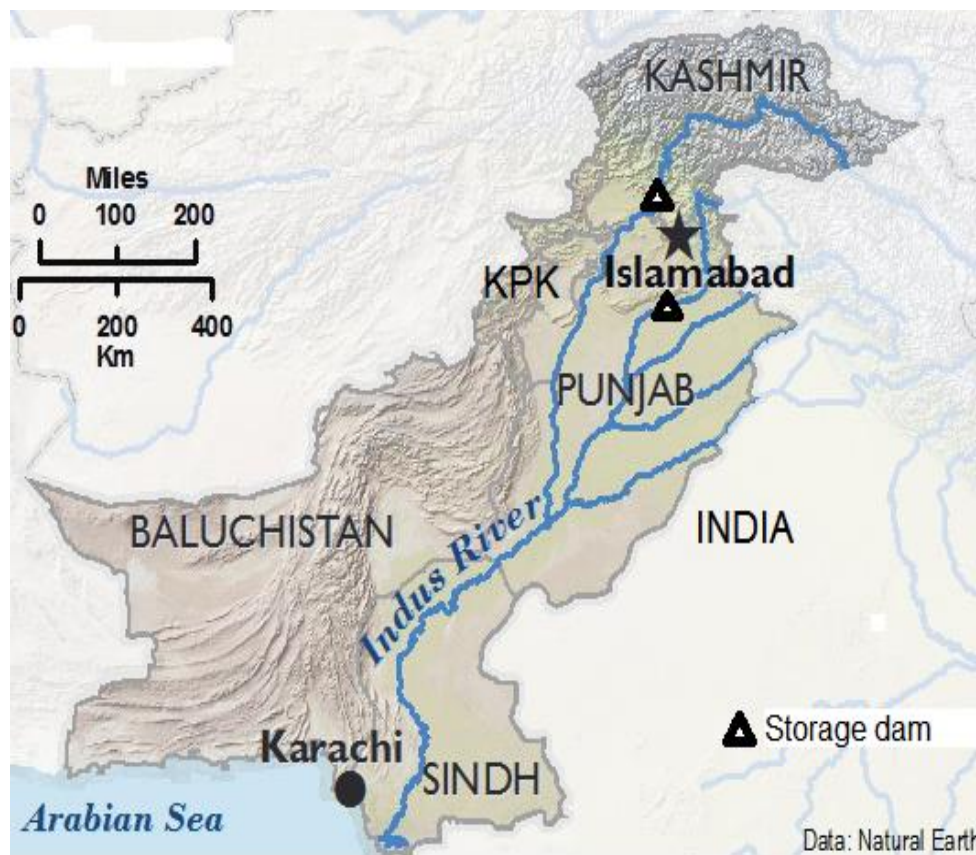 KASHMIR
Miles
0 100 200
0 200 400
Km
KPK
Islamabad
PUNJAB
BALUCHISTAN
Indus River
INDIA
Storage dam
Karachi
SINDH
Arabian Sea
Data: Natural Earth